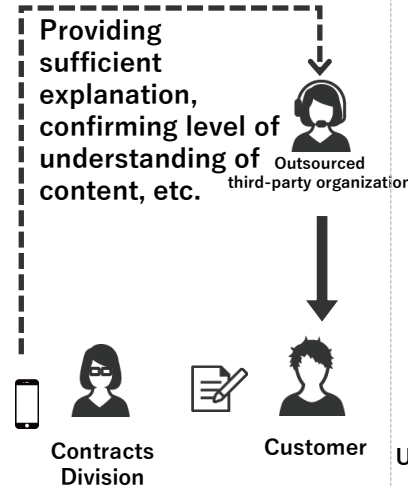 Providing
sufficient
explanation,
confirming level of
understanding of
content, etc.
Outsourced
third-party organization
Contracts
Division
Customer
U